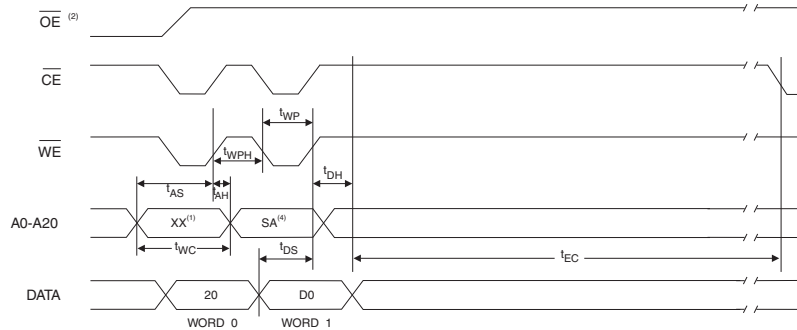 OE (2)
CE
tWP
WE
tWPH
tDH
tAS
tAH
A0-A20
XX(1)
SA(4)
tWC
tDS
tEC
DATA
20
D0
WORD 0
WORD 1